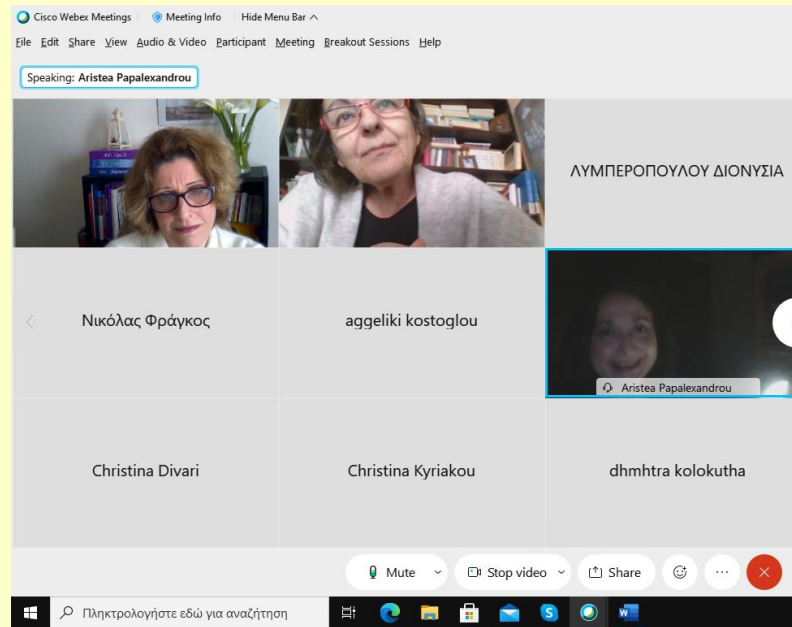 Cisco Webex Meetings Meeting Info Hide Menu Bar
File Edit Share View Audio & Video Participant Meeting Breakout Sessions Help
Speaking: Aristea Papalexandrou
ΛΥΜΠΕΡΟΠΟΥΛΟΥ ΔΙΟΝΥΣΙΑ
Νικόλας Φράγκος
aggeliki kostoglou
Aristea Papalexandrou
Christina Divari
Christina Kyriakou
dhmhtra kolokutha
Mute Stop video Share
Πληκτρολογήστε εδώ για αναζήτηση